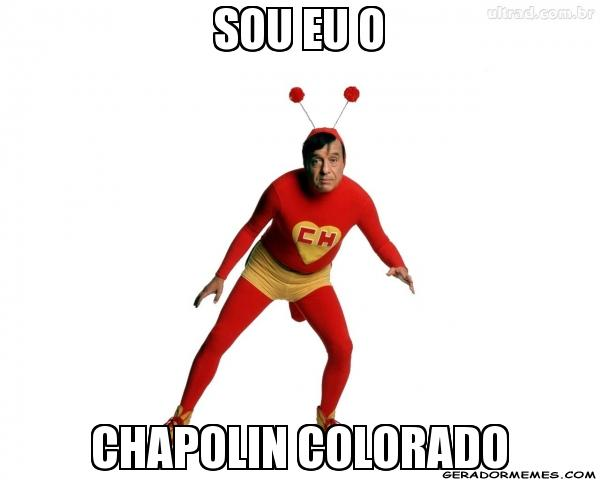 ultrad.com.br
SOU EU O
CH
CHAPOLIN COLORADO
GERADORMEMES.COM